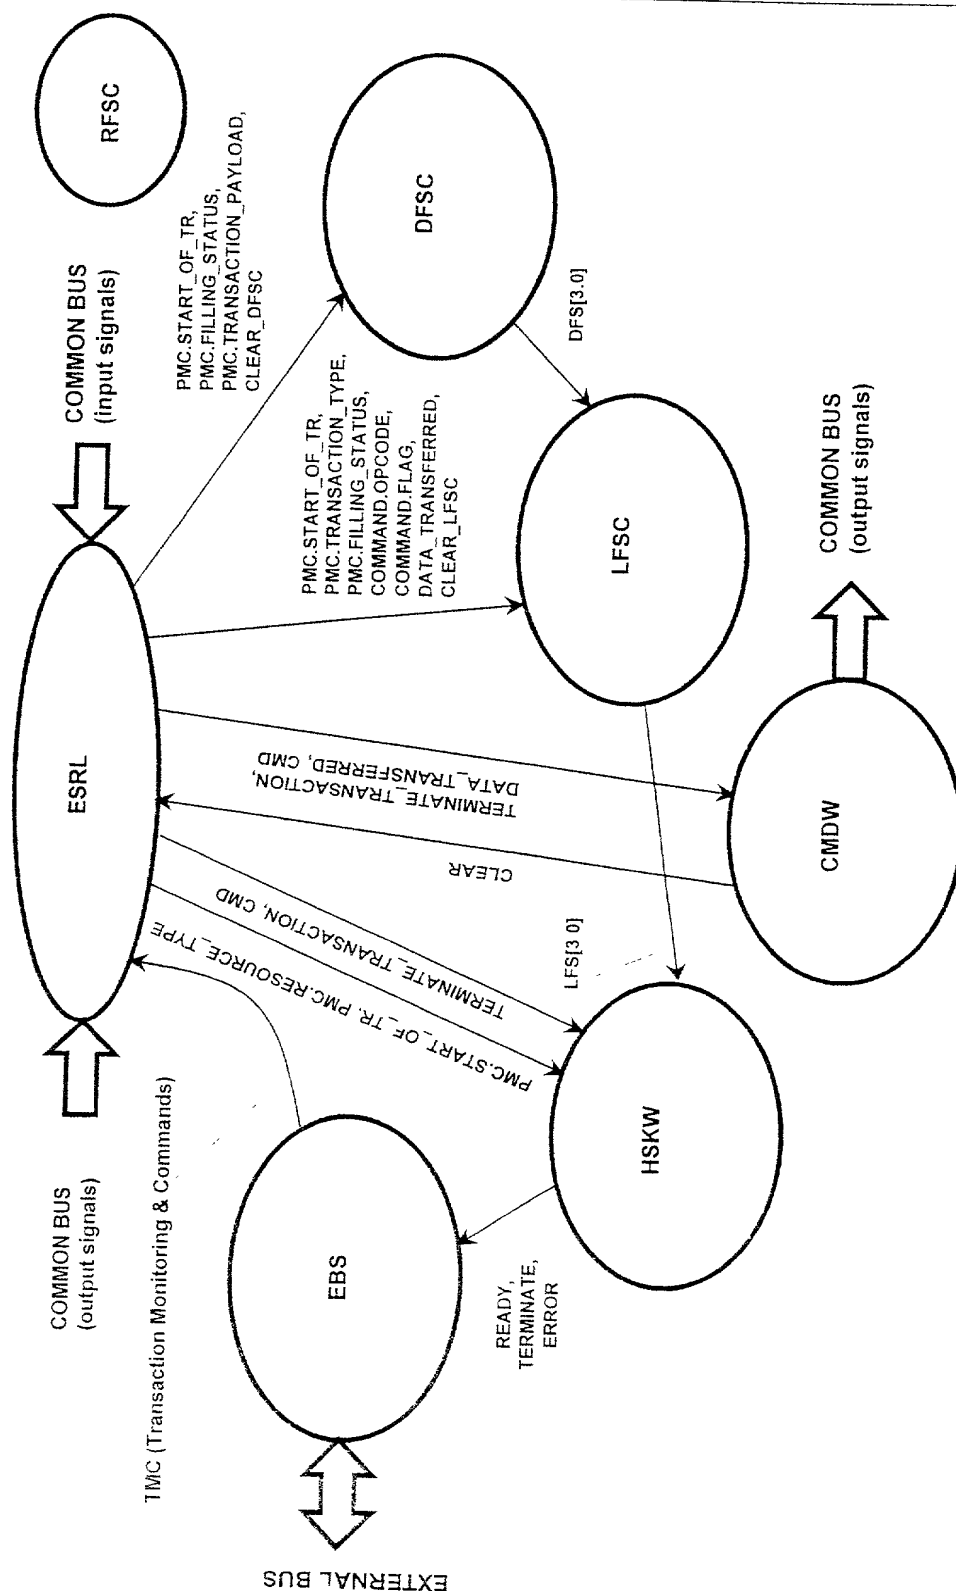 EXTERNAL BUS
COMMON BUS
(output signals)
TMC (Transaction Monitoring & Commands)
EBS
READY,
TERMINATE,
ERROR
HSKW
PMC.START_OF_TR, PMC.RESOURCE_TYPE
TERMINATE_TRANSACTION, CMD
LFS[3 0]
ESRL
CLEAR
TERMINATE_TRANSACTION,
DATA_TRANSFERRED, CMD
CMDW
COMMON BUS
(output signals)
LFSC
PMC.START_OF_TR,
PMC.TRANSACTION_TYPE,
PMC.FILLING_STATUS,
COMMAND.OPCODE,
COMMAND.FLAG,
DATA_TRANSFERRED,
CLEAR_LFSC
DFS[3.0]
COMMON BUS
(input signals)
PMC.START_OF_TR,
PMC.FILLING_STATUS,
PMC.TRANSACTION_PAYLOAD,
CLEAR_DFSC
DFSC
RFSC